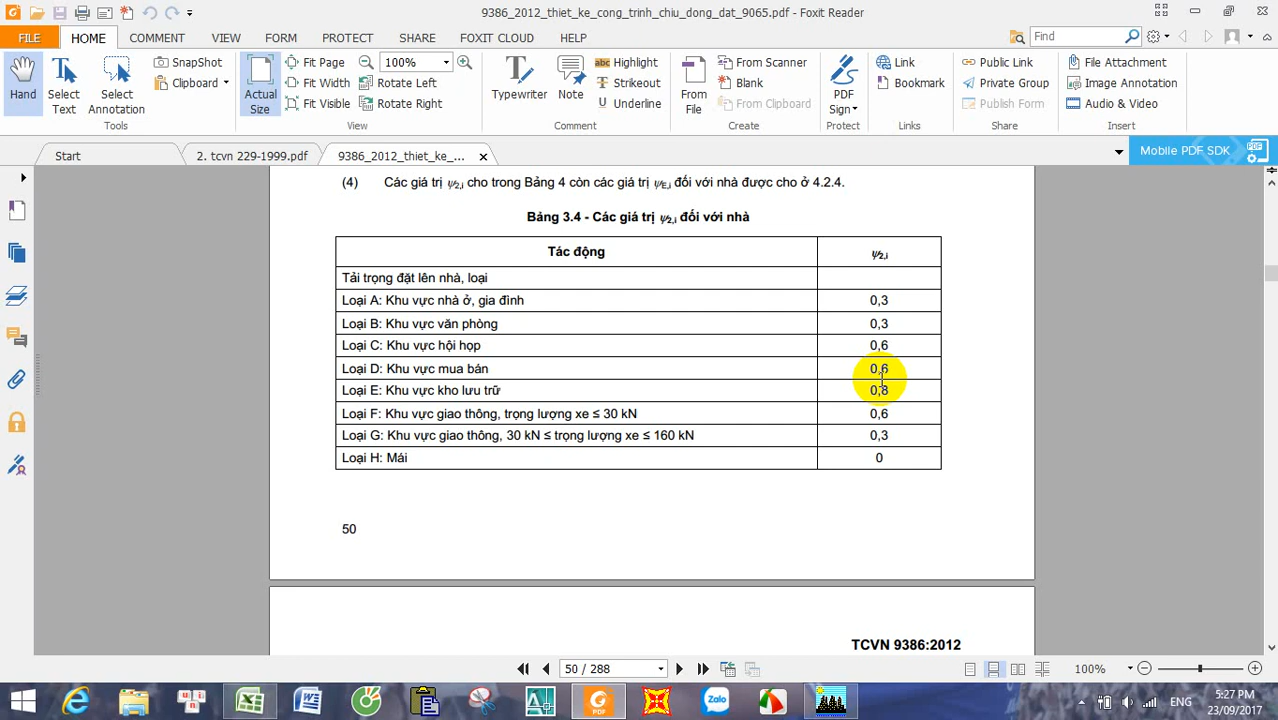 9386_2012_thiet_ke_cong_trinh_chiu_dong_dat_9065.pdf - Foxit Reader
FILE HOME COMMENT VIEW FORM PROTECT SHARE FOXIT CLOUD HELP Find
Hand Select Text Select Annotation SnapShot Clipboard Tools
Actual Size Fit Page Fit Width Fit Visible 100% Rotate Left Rotate Right View
Typewriter Note Highlight Strikeout Underline Comment
From File From Scanner Blank From Clipboard Create
PDF Sign Protect
Link Bookmark Links
Public Link Private Group Publish Form Share
File Attachment Image Annotation Audio & Video Insert
Start 2. tcvn 229-1999.pdf 9386_2012_thiet_ke_... Mobile PDF SDK
(4) Các giá trị ψ2,i cho trong Bảng 4 còn các giá trị ψE,i đối với nhà được cho ở 4.2.4.
Bảng 3.4 - Các giá trị ψ2,i đối với nhà
Tác động ψ2,i
Tải trọng đặt lên nhà, loại
Loại A: Khu vực nhà ở, gia đình 0,3
Loại B: Khu vực văn phòng 0,3
Loại C: Khu vực hội họp 0,6
Loại D: Khu vực mua bán 0,6
Loại E: Khu vực kho lưu trữ 0,8
Loại F: Khu vực giao thông, trọng lượng xe ≤ 30 kN 0,6
Loại G: Khu vực giao thông, 30 kN ≤ trọng lượng xe ≤ 160 kN 0,3
Loại H: Mái 0
50
TCVN 9386:2012
50 / 288 100%
Zalo ENG 5:27 PM
23/09/2017